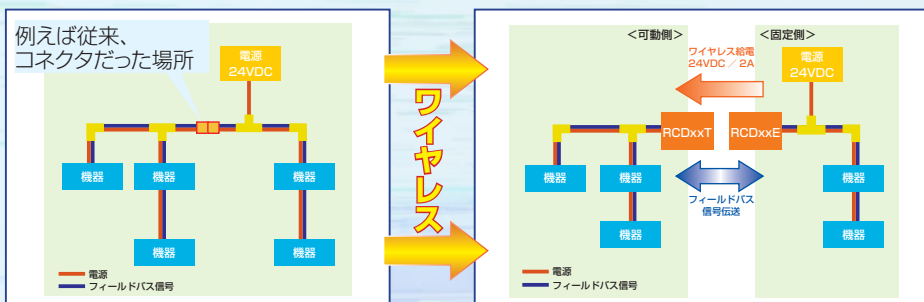 例えば従来、
コネクタだった場所
電源
24VDC
機器
機器
機器
機器
機器
電源
フィールドバス信号
ワイヤレス
＜可動側＞
＜固定側＞
ワイヤレス給電
24VDC ／ 2A
電源
24VDC
RCDxxT
RCDxxE
機器
機器
機器
フィールドバス
信号伝送
機器
機器
電源
フィールドバス信号